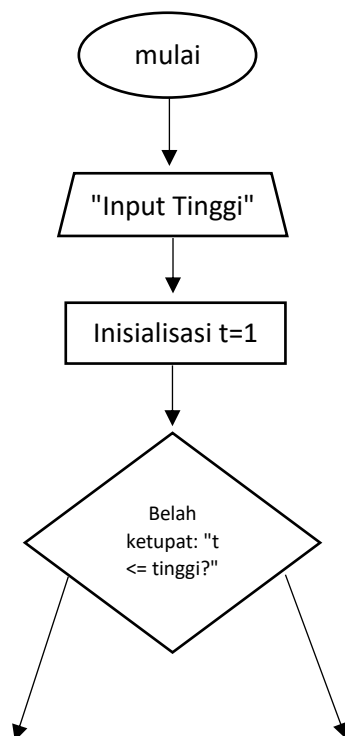 mulai
"Input Tinggi"
Inisialisasi t=1
Belah
ketupat: "t
<= tinggi?"